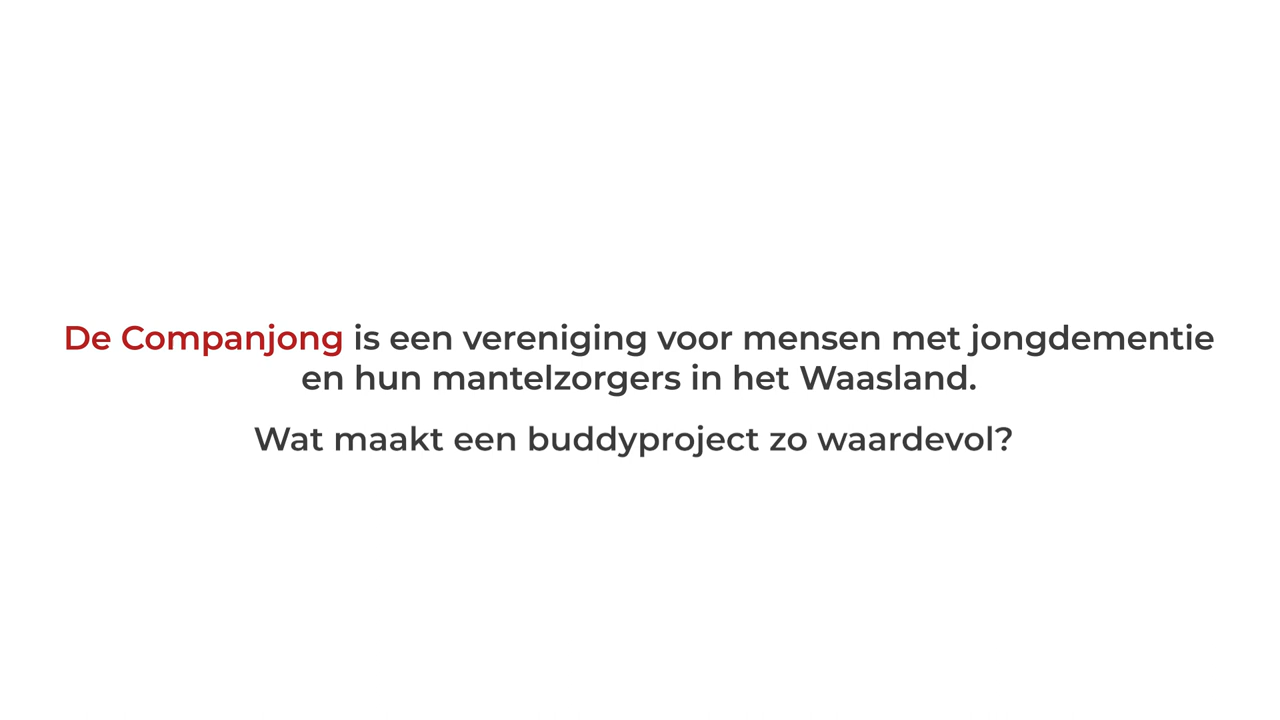 De Companjong is een vereniging voor mensen met jongdementie
en hun mantelzorgers in het Waasland.
Wat maakt een buddyproject zo waardevol?